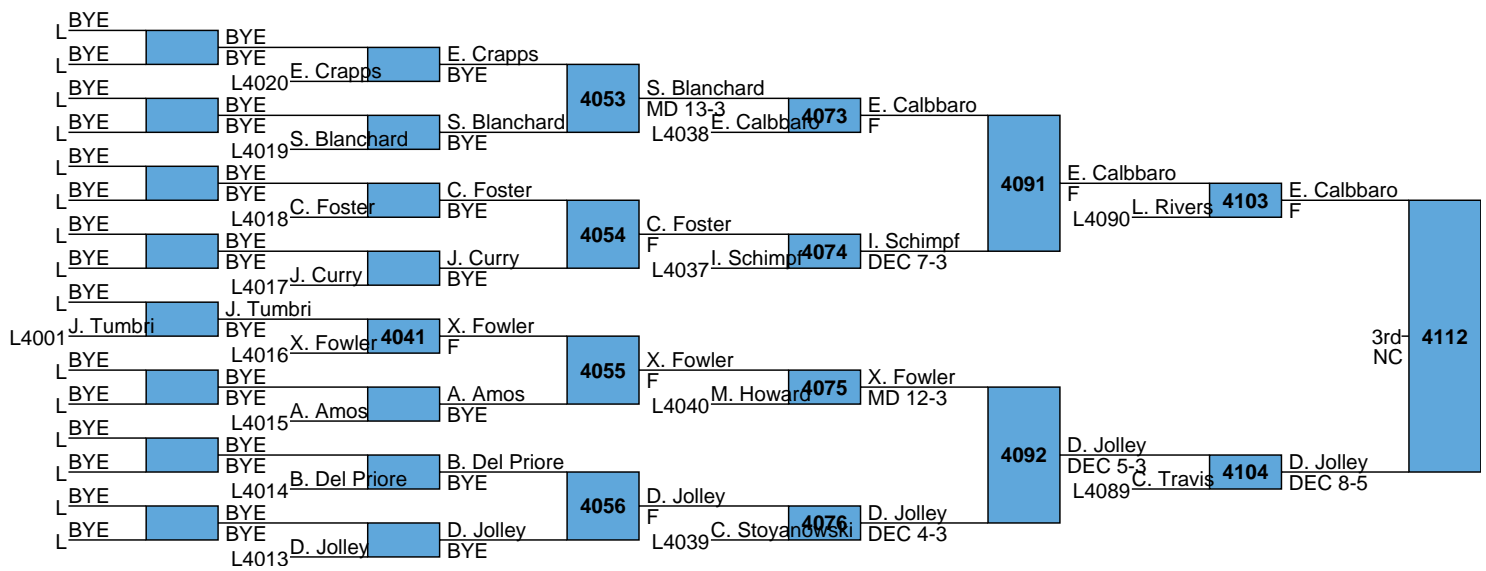 BYE
L
BYE
BYE
BYE
L
E. Crapps
L4020
E. Crapps
BYE
BYE
L
BYE
BYE
BYE
L
S. Blanchard
L4019
S. Blanchard
BYE
4053
S. Blanchard
MD 13-3
E. Calbbaro
L4038
4073
E. Calbbaro
F
BYE
L
BYE
BYE
BYE
L
C. Foster
L4018
C. Foster
BYE
BYE
L
BYE
BYE
BYE
L
J. Curry
L4017
J. Curry
BYE
4054
C. Foster
F
I. Schimpf
L4037
4074
I. Schimpf
DEC 7-3
4091
E. Calbbaro
F
L. Rivers
L4090
4103
E. Calbbaro
F
BYE
L
J. Tumbri
L4001
J. Tumbri
BYE
X. Fowler
L4016
4041
X. Fowler
F
BYE
L
BYE
BYE
BYE
L
A. Amos
L4015
A. Amos
BYE
4055
X. Fowler
F
M. Howard
L4040
4075
X. Fowler
MD 12-3
BYE
L
BYE
BYE
BYE
L
B. Del Priore
L4014
B. Del Priore
BYE
BYE
L
BYE
BYE
BYE
L
D. Jolley
L4013
D. Jolley
BYE
4056
D. Jolley
F
C. Stoyanowski
L4039
4076
D. Jolley
DEC 4-3
4092
D. Jolley
DEC 5-3
C. Travis
L4089
4104
D. Jolley
DEC 8-5
3rd
NC
4112